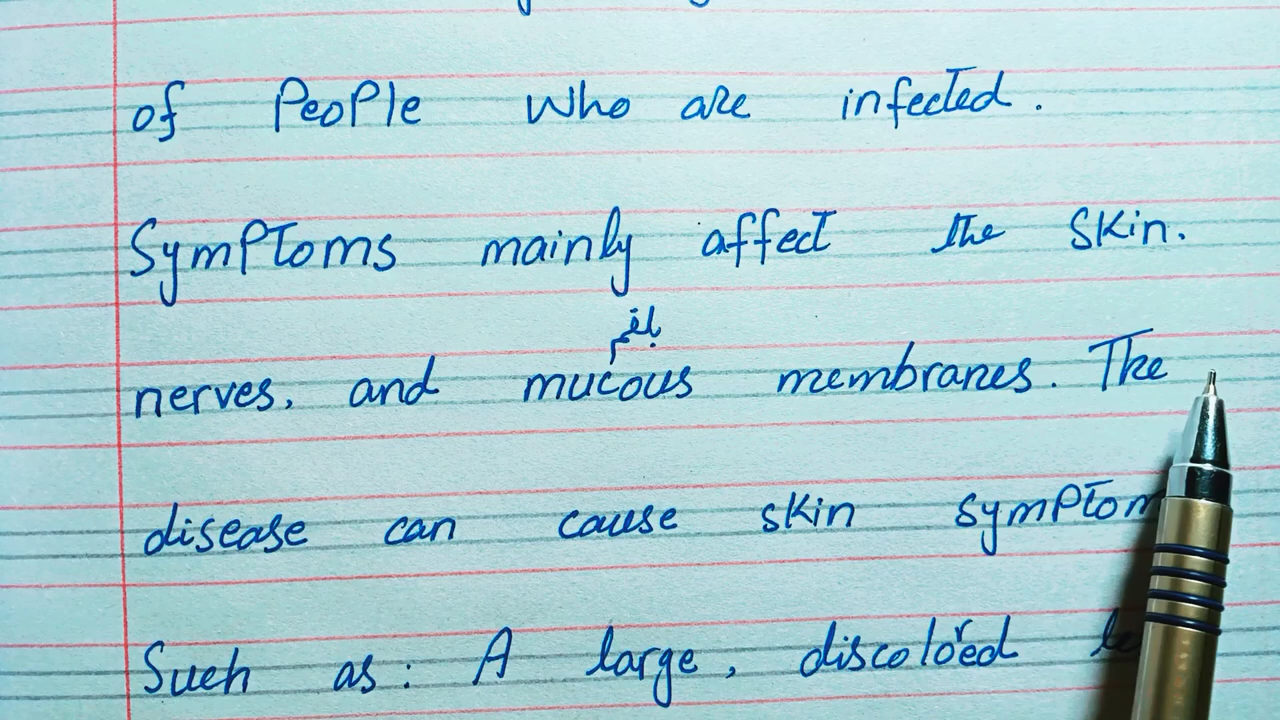 of People who are infected.
Symptoms mainly affect the skin.
بلغم
nerves, and mucous membranes. The
disease can cause skin
Such as: A large, discolored